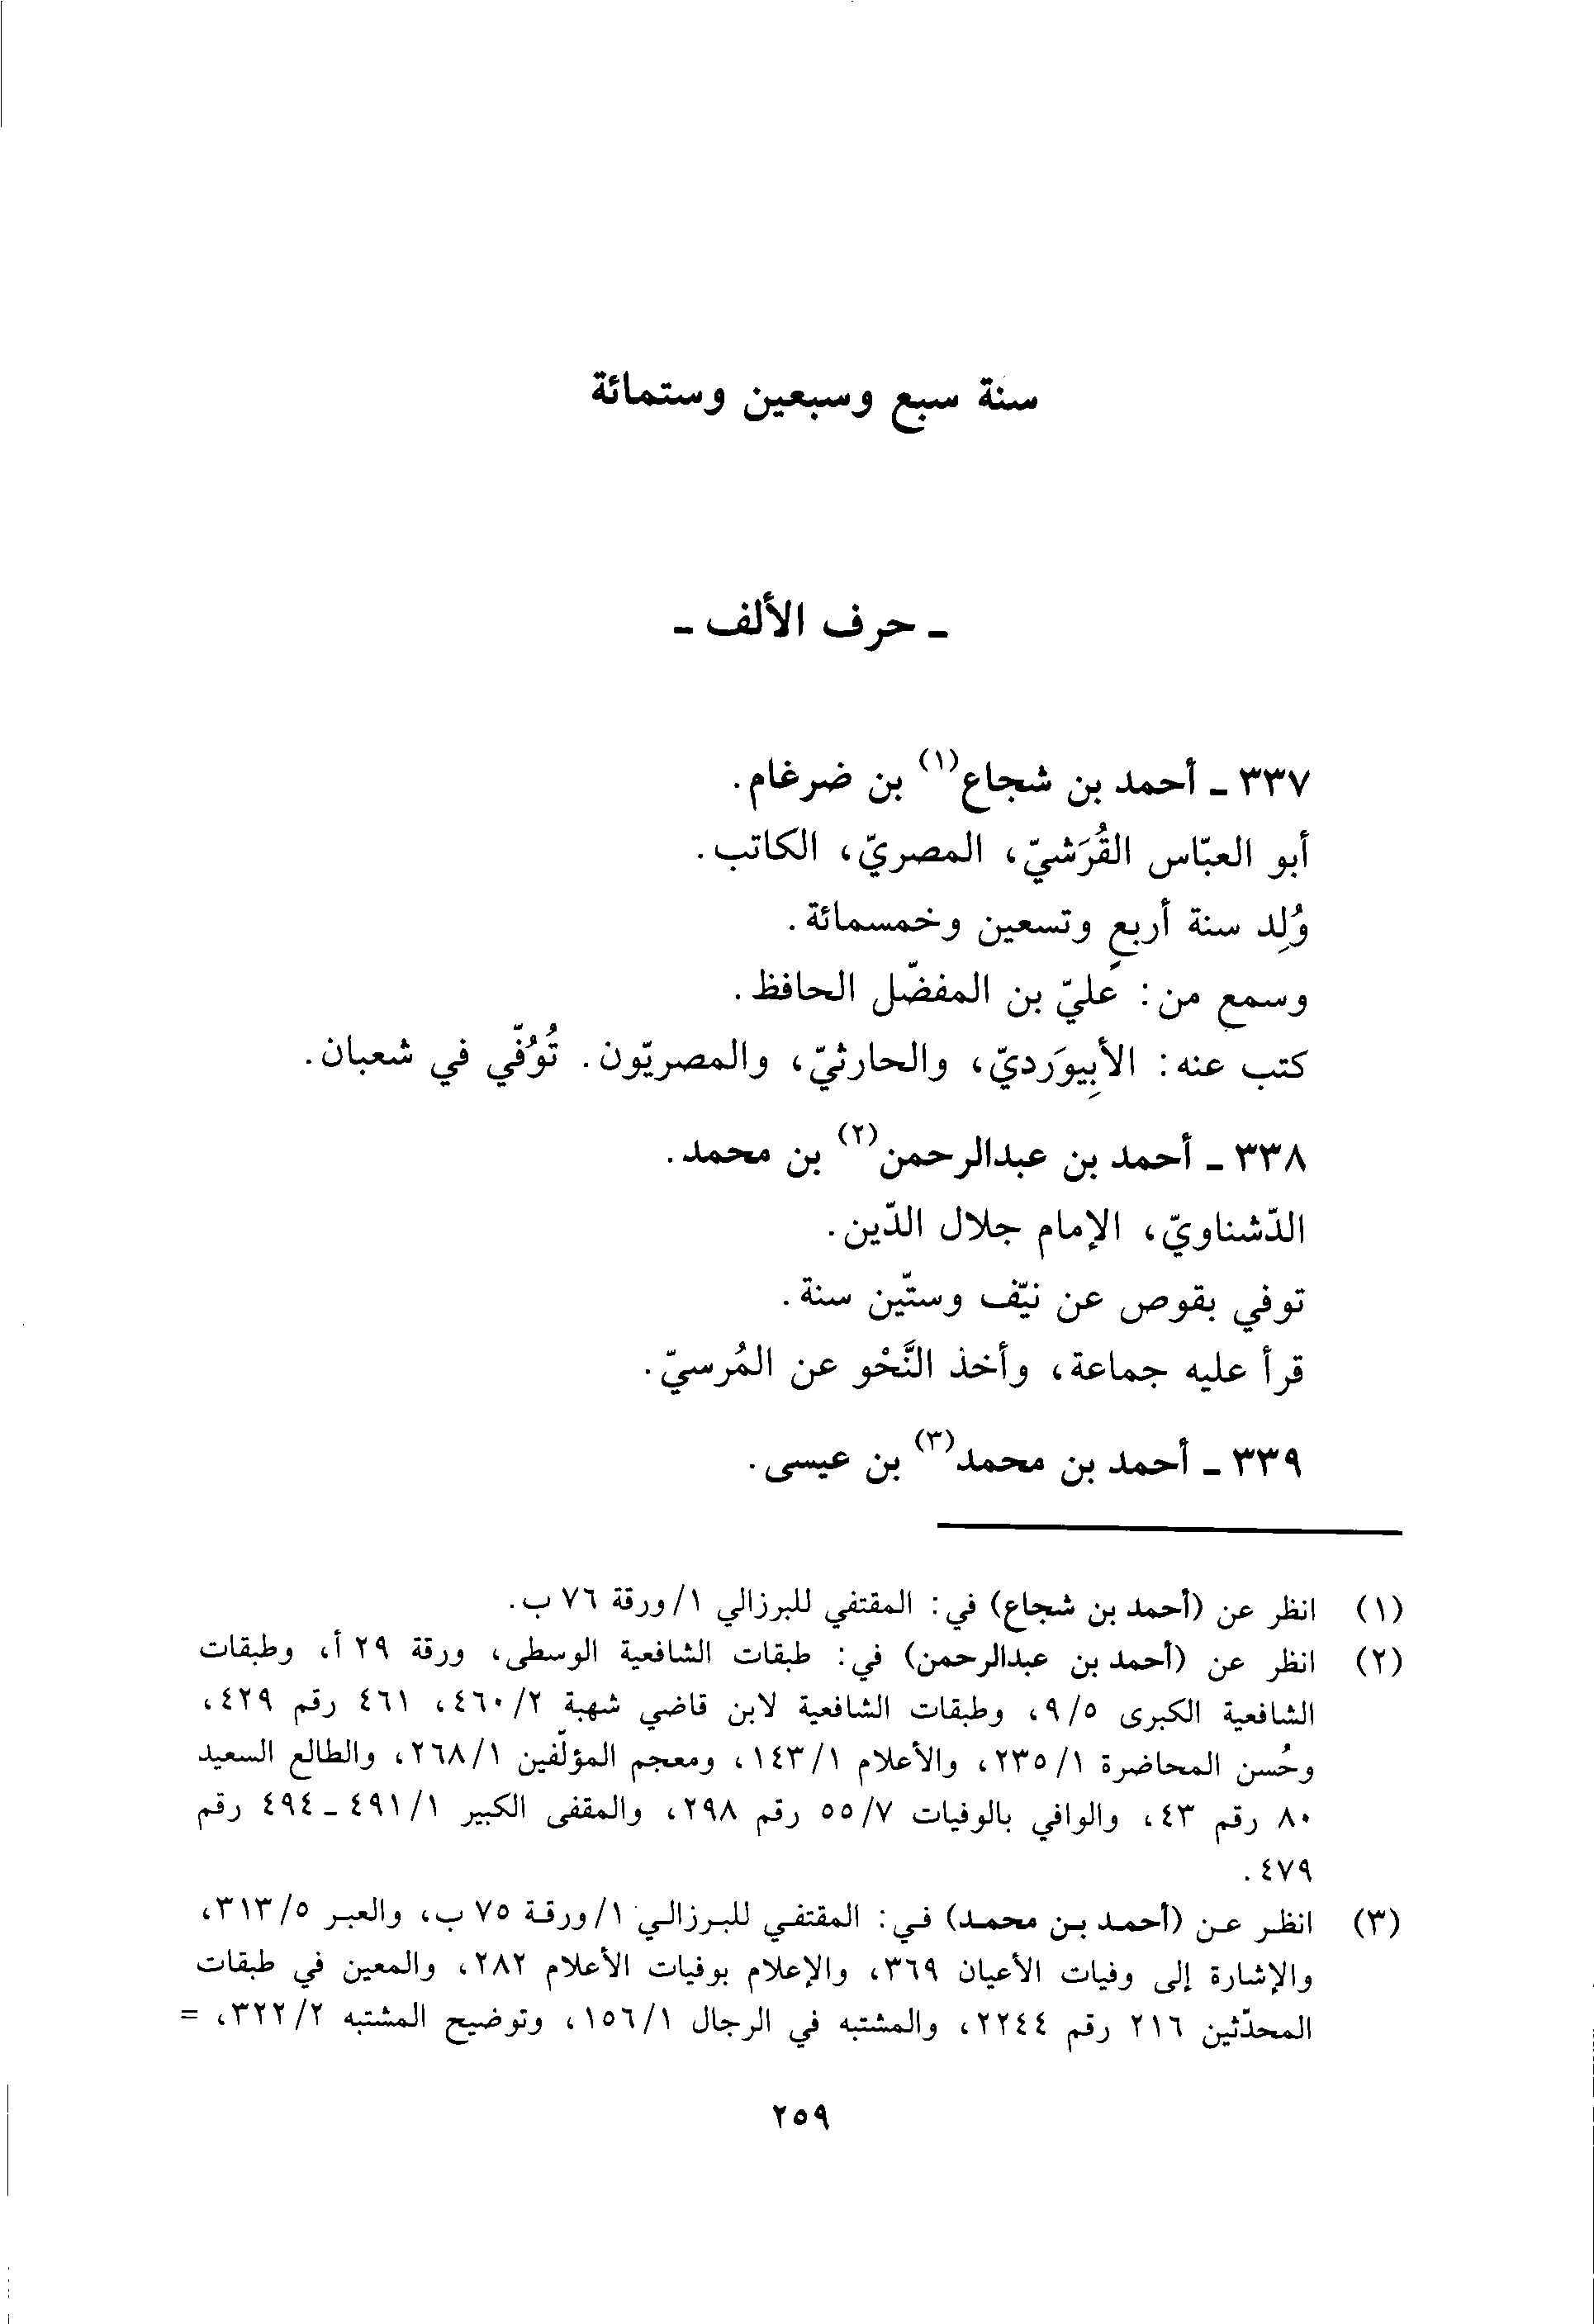 سنة سبع وسبعين وستمائة
- حرف الألف -
٣٣٧ - أحمد بن شجاع(١) بن ضرغام.
أبو العبّاس القُرَشيّ، المصريّ، الكاتب.
وُلِد سنة أربعٍ وتسعين وخمسمائة.
وسمع من: عليّ بن المفضّل الحافظ.
كتب عنه: الأبِيوَرديّ، والحارثيّ، والمصريّون. تُوُفّي في شعبان.
٣٣٨ - أحمد بن عبدالرحمن(٢) بن محمد.
الدّشناويّ، الإمام جلال الدّين.
توفي بقوص عن نيّف وستّين سنة.
قرأ عليه جماعة، وأخذ النَّحْو عن المُرسيّ.
٣٣٩ - أحمد بن محمد(٣) بن عيسى.
(١) انظر عن (أحمد بن شجاع) في: المقتفي للبرزالي ١/ورقة ٧٦ ب.
(٢) انظر عن (أحمد بن عبدالرحمن) في: طبقات الشافعية الوسطى، ورقة ٢٩ أ، وطبقات
الشافعية الكبرى ٩/٥، وطبقات الشافعية لابن قاضي شهبة ٤٦٠/٢، ٤٦١ رقم ٤٢٩،
وحُسن المحاضرة ٢٣٥/١، والأعلام ١٤٣/١، ومعجم المؤلّفين ٢٦٨/١، والطالع السعيد
٨٠ رقم ٤٣، والوافي بالوفيات ٥٥/٧ رقم ٢٩٨، والمقفى الكبير ٤٩١/١ - ٤٩٤ رقم
٤٧٩.
(٣) انظر عن (أحمد بن محمد) في: المقتفي للبرزالي ١/ورقة ٧٥ ب، والعبر ٣١٣/٥،
والإشارة إلى وفيات الأعيان ٣٦٩، والإعلام بوفيات الأعلام ٢٨٢، والمعين في طبقات
المحدّثين ٢١٦ رقم ٢٢٤٤، والمشتبه في الرجال ١٥٦/١، وتوضيح المشتبه ٣٢٢/٢، =
٢٥٩